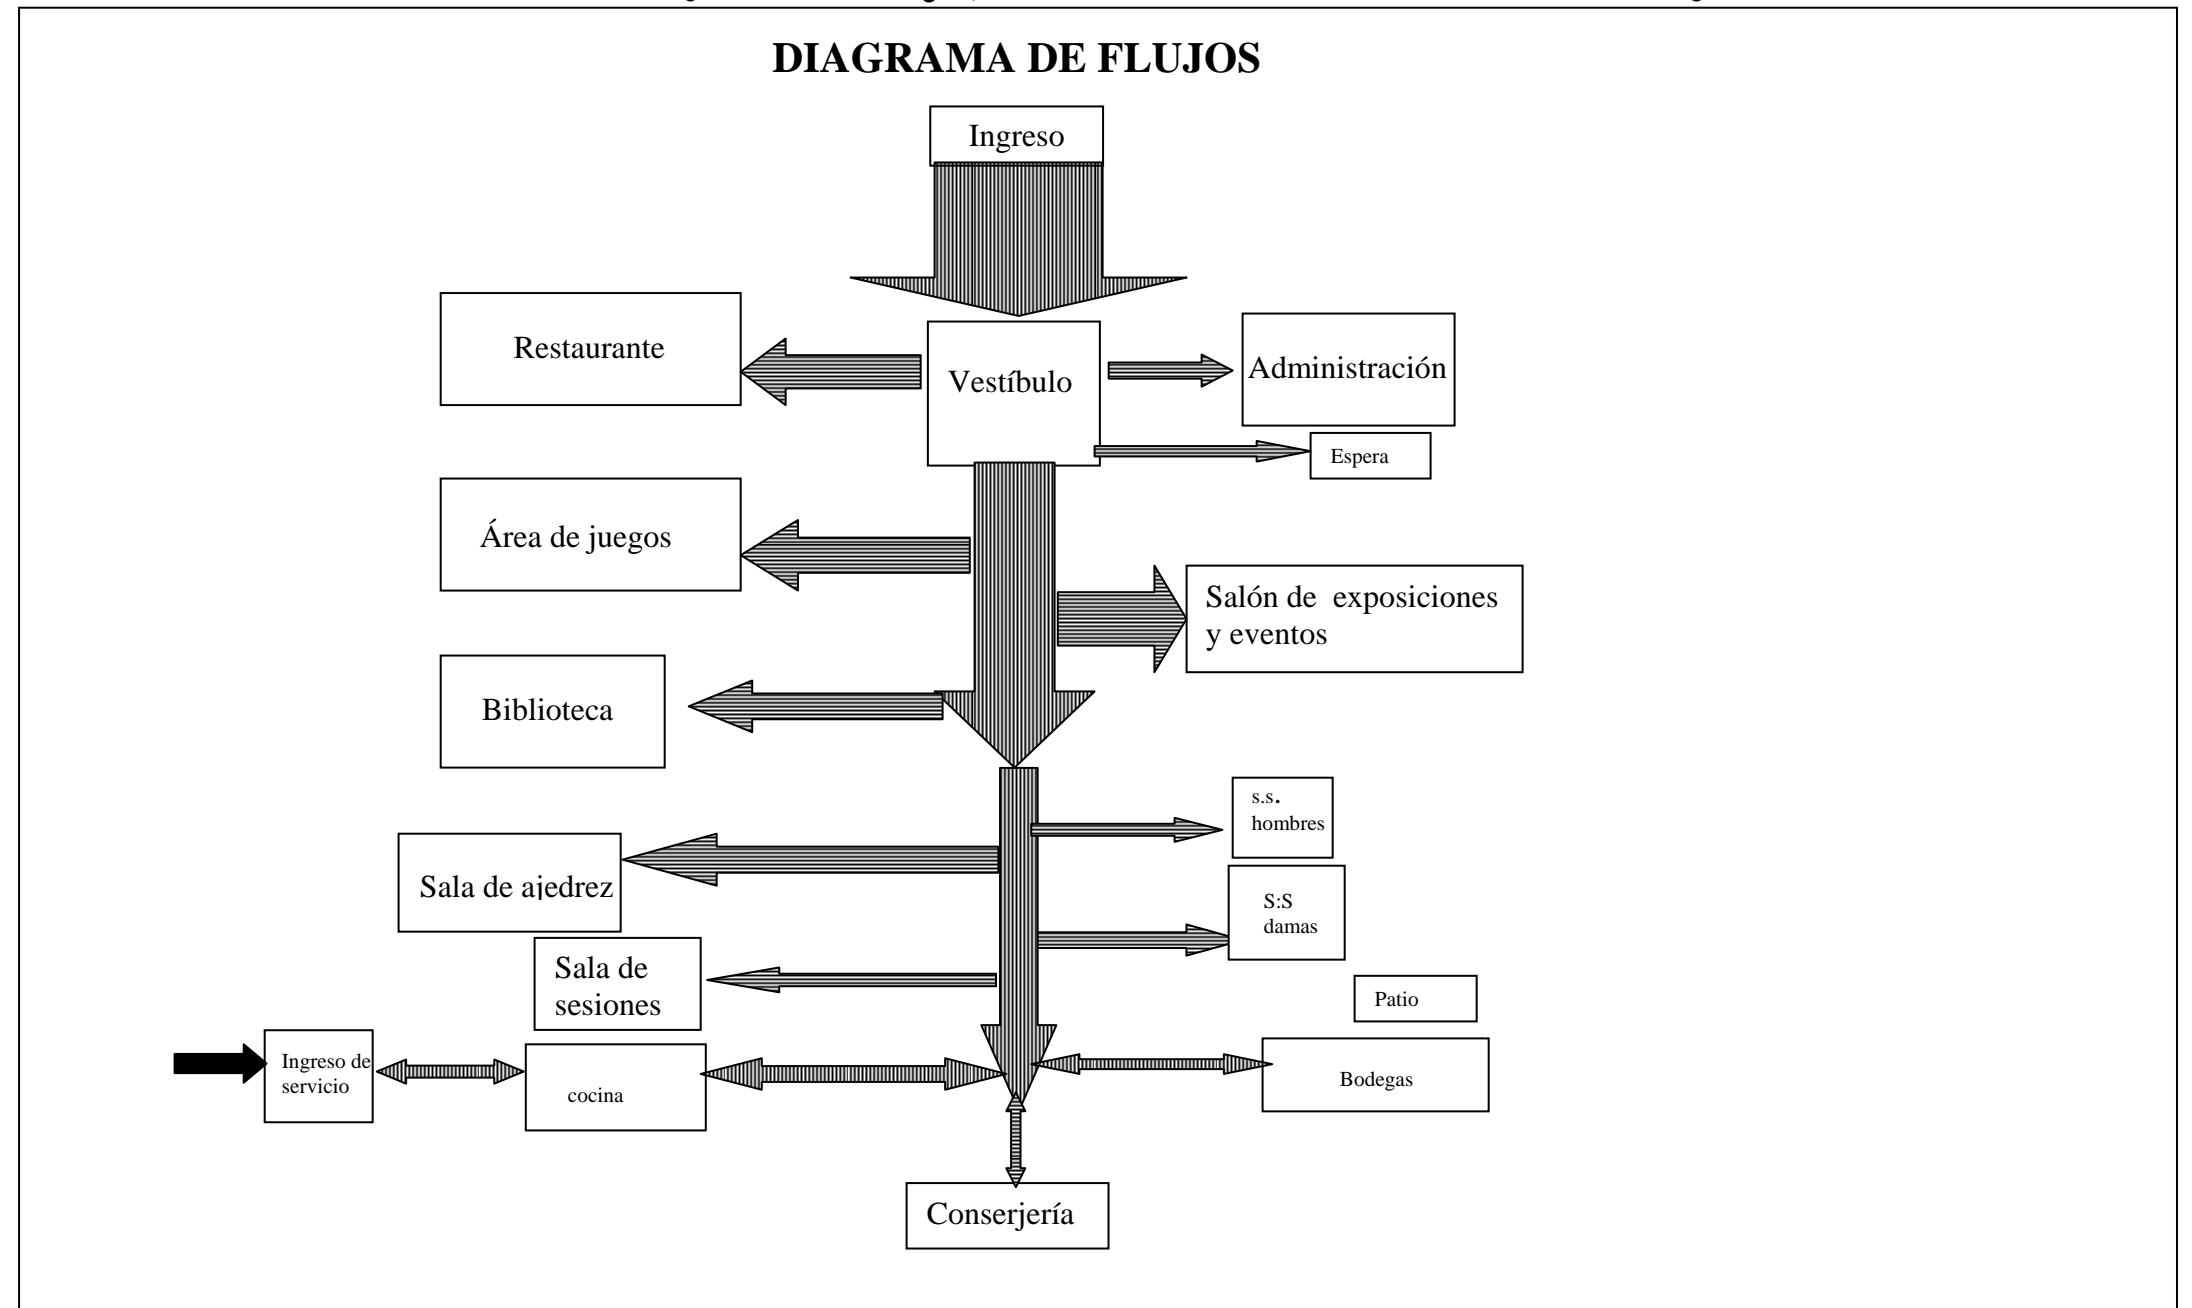 DIAGRAMA DE FLUJOS
Ingreso
Restaurante
Vestíbulo
Administración
Espera
Área de juegos
Salón de exposiciones
y eventos
Biblioteca
s.s.
hombres
Sala de ajedrez
S:S
damas
Sala de
sesiones
Patio
Ingreso de
servicio
cocina
Bodegas
Conserjería